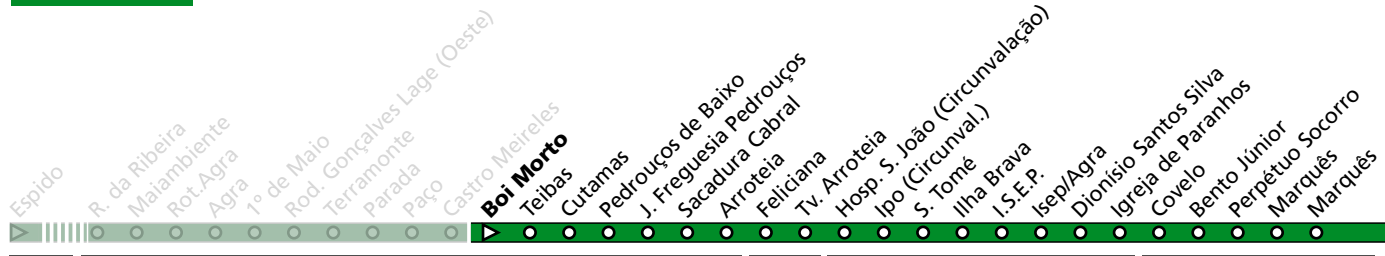 Espido
R. da Ribeira
Maiambiente
Rot.Agra
Agra
1º de Maio
Rod. Gonçalves Lage (Oeste)
Terramonte
Parada
Paço
Castro Meireles
Boi Morto
Teibas
Cutamas
Pedrouços de Baixo
J. Freguesia Pedrouços
Sacadura Cabral
Arroteia
Feliciana
Tv. Arroteia
Hosp. S. João (Circunvalação)
Ipo (Circunval.)
S. Tomé
Ilha Brava
I.S.E.P.
Isep/Agra
Dionisio Santos Silva
Igreja de Paranhos
Covelo
Bento Júnior
Perpétuo Socorro
Marquês
Marquês